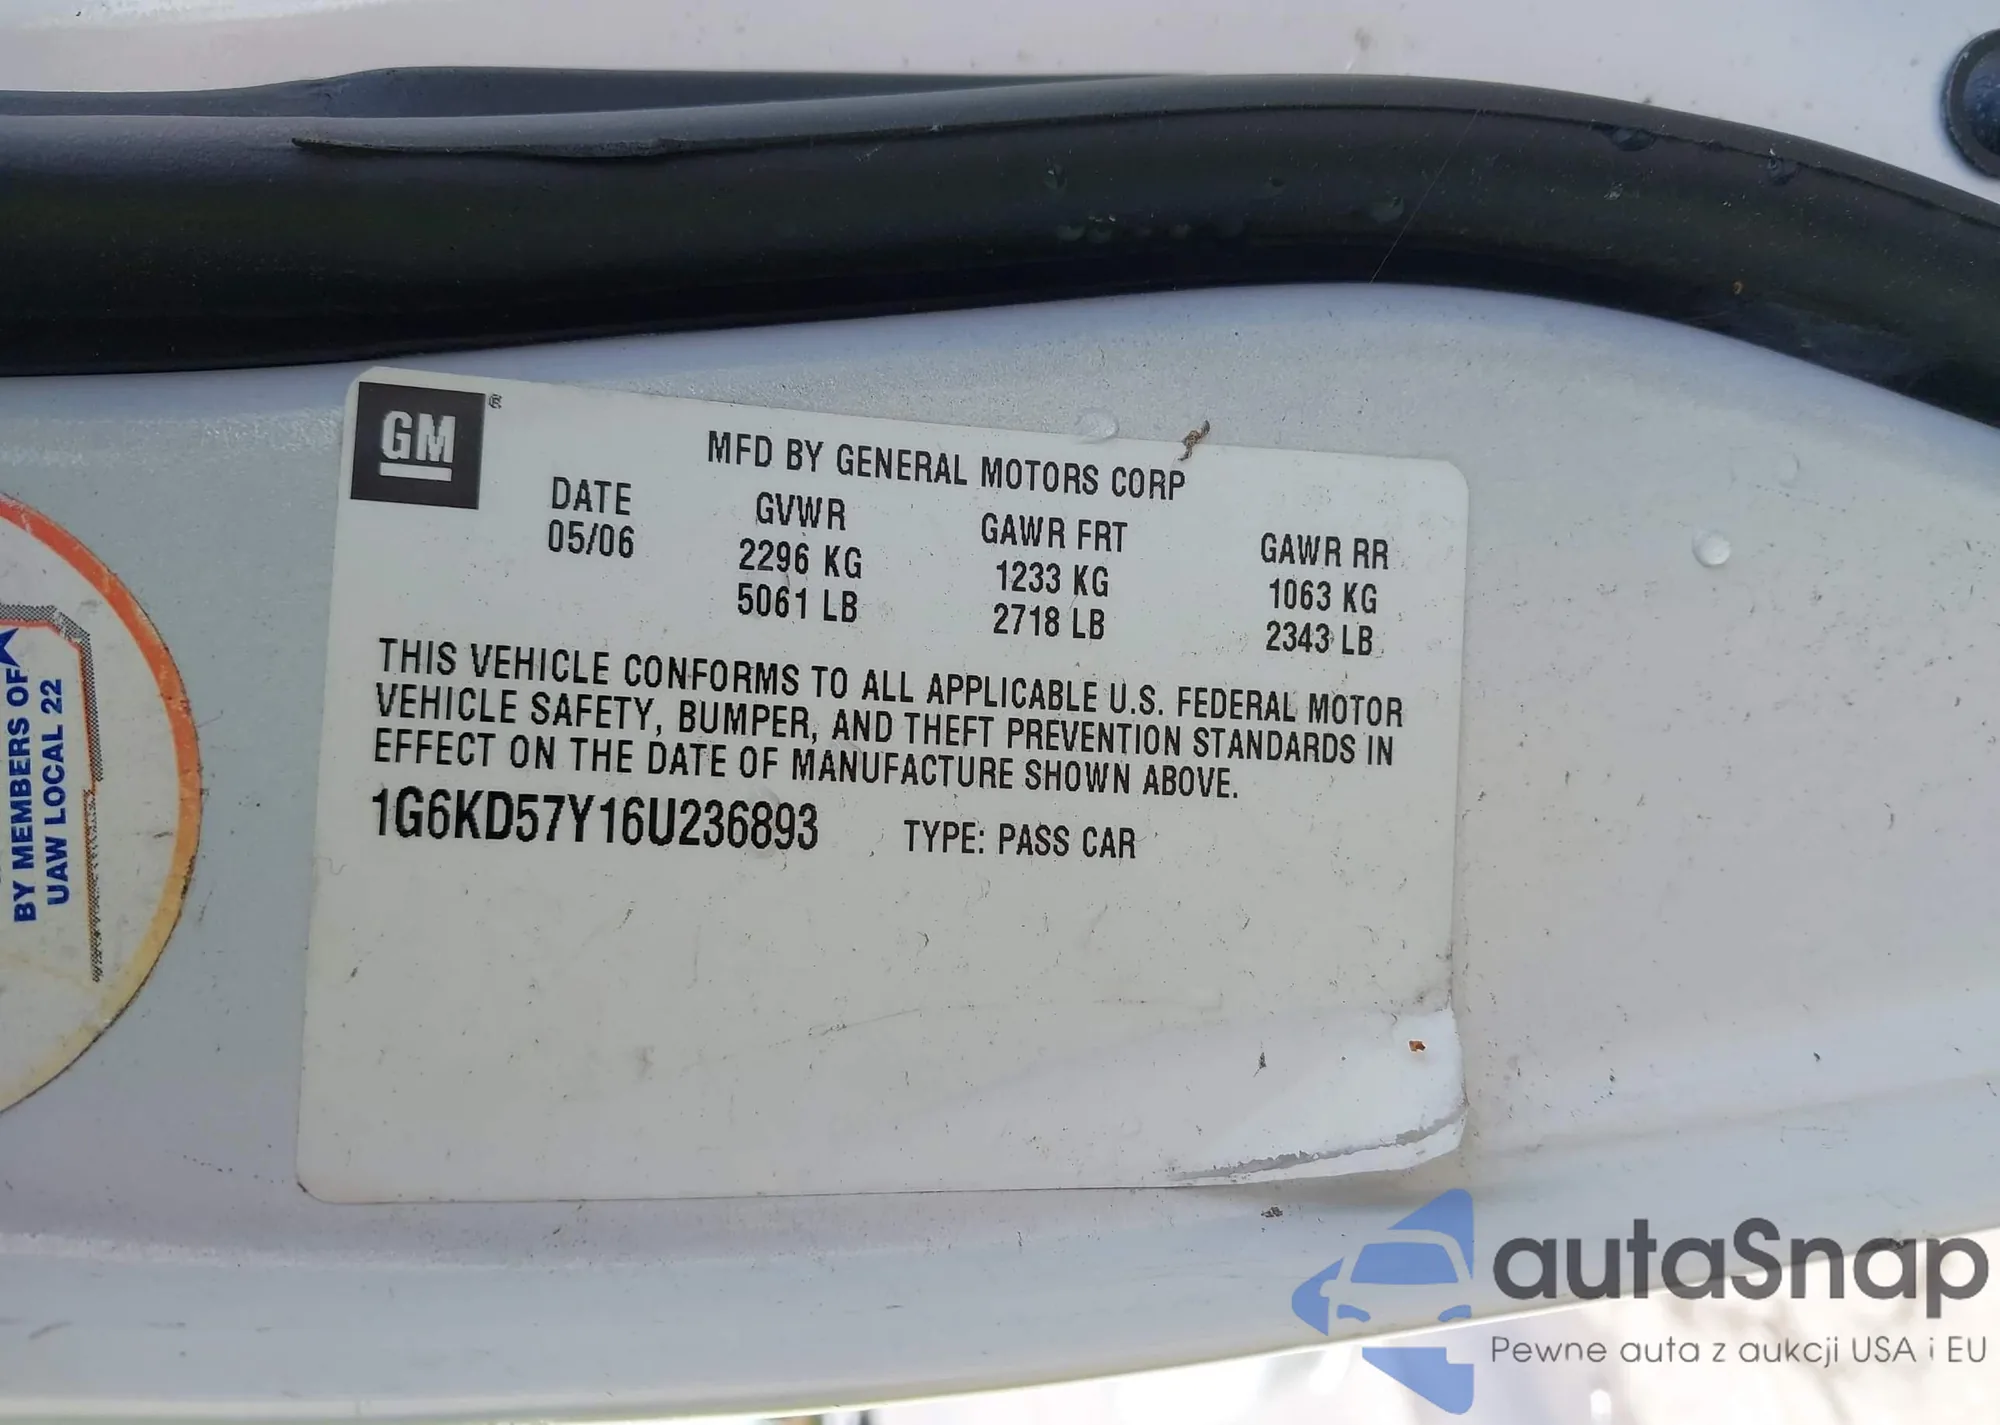 GM ®
MFD BY GENERAL MOTORS CORP
DATE GVWR GAWR FRT GAWR RR
05/06 2296 KG 1233 KG 1063 KG
5061 LB 2718 LB 2343 LB
THIS VEHICLE CONFORMS TO ALL APPLICABLE U.S. FEDERAL MOTOR
VEHICLE SAFETY, BUMPER, AND THEFT PREVENTION STANDARDS IN
EFFECT ON THE DATE OF MANUFACTURE SHOWN ABOVE.
1G6KD57Y16U236893 TYPE: PASS CAR
BY MEMBERS OF
UAW LOCAL 22
autaSnap
Pewne auta z aukcji USA i EU